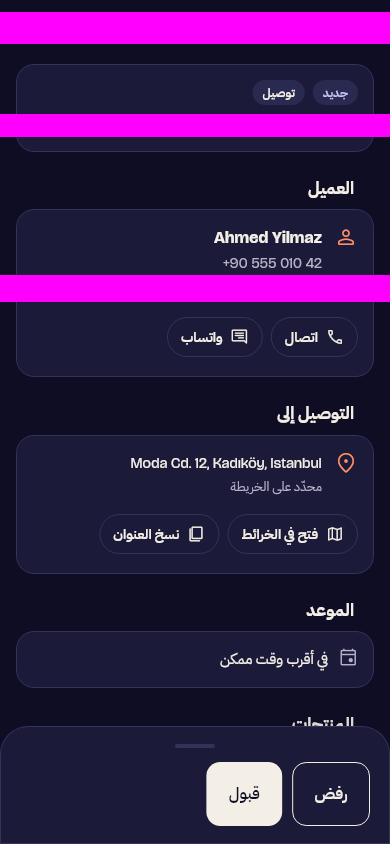 جديد
توصيل
العميل
Ahmed Yilmaz
+90 555 010 42
اتصال
واتساب
التوصيل إلى
Moda Cd. 12, Kadıköy, Istanbul
محدّد على الخريطة
فتح في الخرائط
نسخ العنوان
الموعد
في أقرب وقت ممكن
المنتجات
رفض
قبول